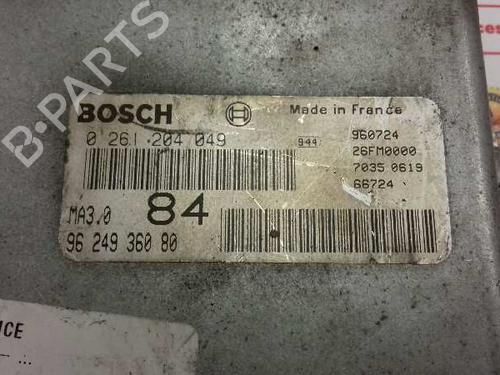 B-PARTS
BOSCH
Made in France
0 261 204 049
944
960724
26FM0000
7035 0619
66724
MA3.0
84
96 249 360 80